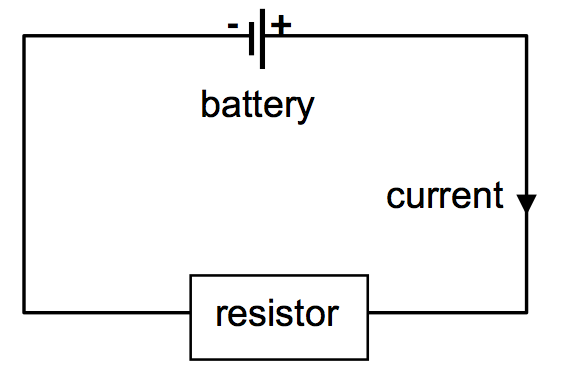 - +
battery
current
resistor